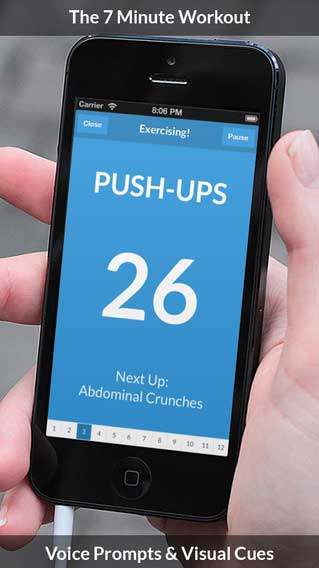 The 7 Minute Workout
Carrier 8:06 PM
Close Exercising! Pause
PUSH-UPS
26
Next Up:
Abdominal Crunches
1 2 3 4 5 6 7 8 9 10 11 12
Voice Prompts & Visual Cues